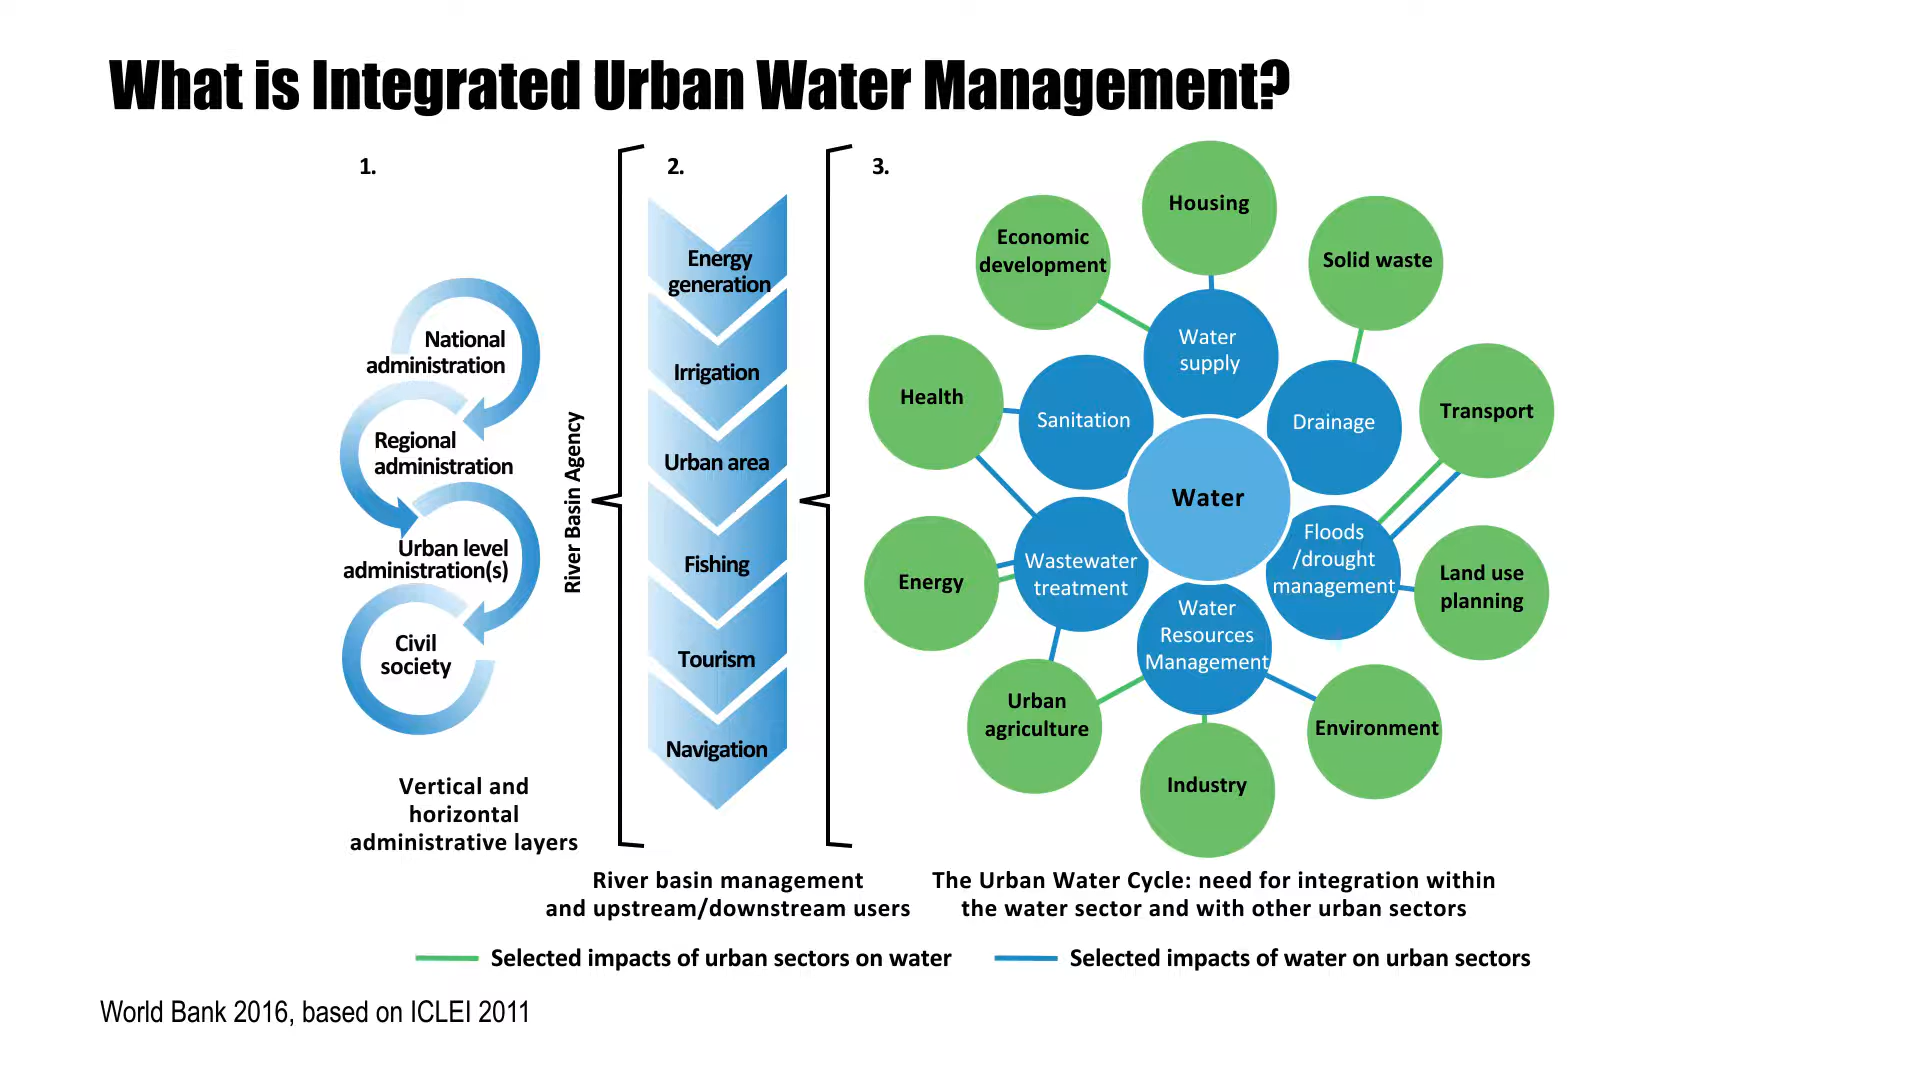 What is Integrated Urban Water Management?
1.
National
administration
Regional
administration
Urban level
administration(s)
Civil
society
Vertical and
horizontal
administrative layers
River Basin Agency
2.
Energy
generation
Irrigation
Urban area
Fishing
Tourism
Navigation
River basin management
and upstream/downstream users
3.
Housing
Economic
development
Solid waste
Water
supply
Health
Sanitation
Drainage
Transport
Water
Energy
Wastewater
treatment
Floods
/drought
management
Land use
planning
Water
Resources
Management
Urban
agriculture
Industry
Environment
The Urban Water Cycle: need for integration within
the water sector and with other urban sectors
Selected impacts of urban sectors on water
Selected impacts of water on urban sectors
World Bank 2016, based on ICLEI 2011